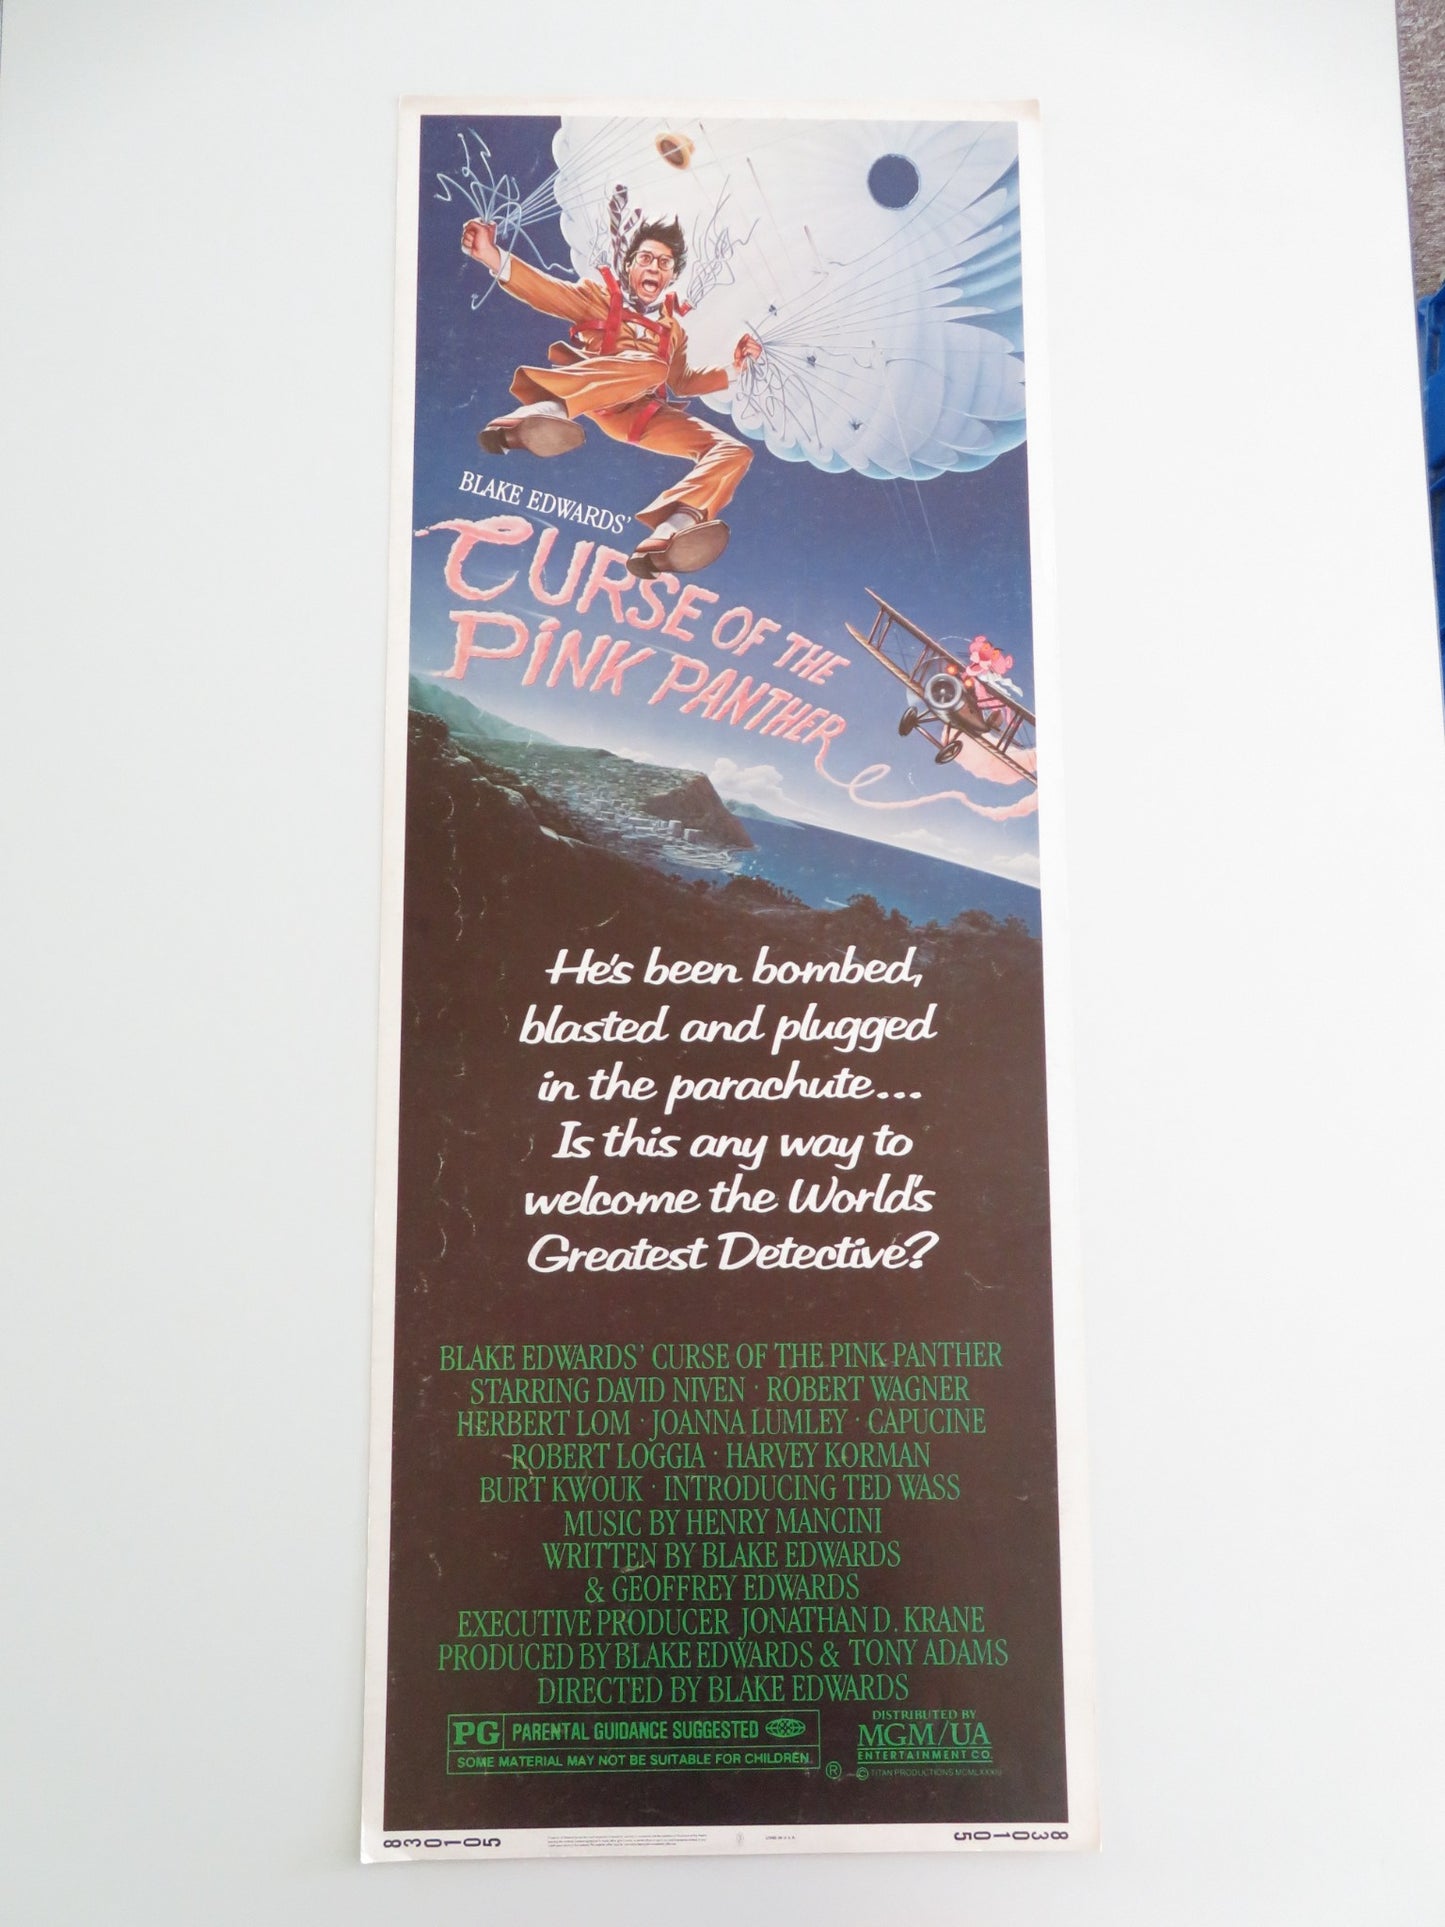 BLAKE EDWARDS'
CURSE OF THE
PINK PANTHER
He's been bombed,
blasted and plugged
in the parachute...
Is this any way to
welcome the World's
Greatest Detective?
BLAKE EDWARDS' CURSE OF THE PINK PANTHER
STARRING DAVID NIVEN · ROBERT WAGNER
HERBERT LOM · JOANNA LUMLEY · CAPUCINE
ROBERT LOGGIA · HARVEY KORMAN
BURT KWOUK · INTRODUCING TED WASS
MUSIC BY HENRY MANCINI
WRITTEN BY BLAKE EDWARDS
& GEOFFREY EDWARDS
EXECUTIVE PRODUCER JONATHAN D. KRANE
PRODUCED BY BLAKE EDWARDS & TONY ADAMS
DIRECTED BY BLAKE EDWARDS
PG PARENTAL GUIDANCE SUGGESTED
SOME MATERIAL MAY NOT BE SUITABLE FOR CHILDREN
®
DISTRIBUTED BY
MGM/UA
ENTERTAINMENT CO.
© TITAN PRODUCTIONS MCMLXXXIII
830105
830105